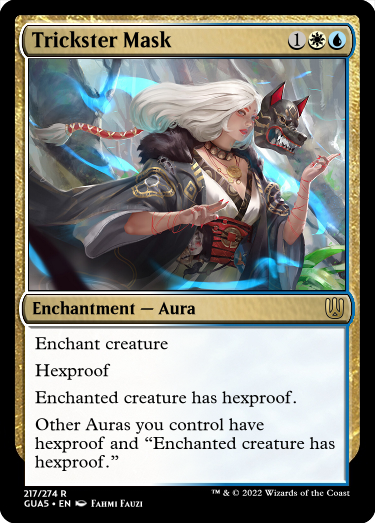 Trickster Mask 1
Enchantment — Aura
Enchant creature
Hexproof
Enchanted creature has hexproof.
Other Auras you control have
hexproof and “Enchanted creature has
hexproof.”
217/274 R
GUA5 • EN Fahmi Fauzi
™ & © 2022 Wizards of the Coast